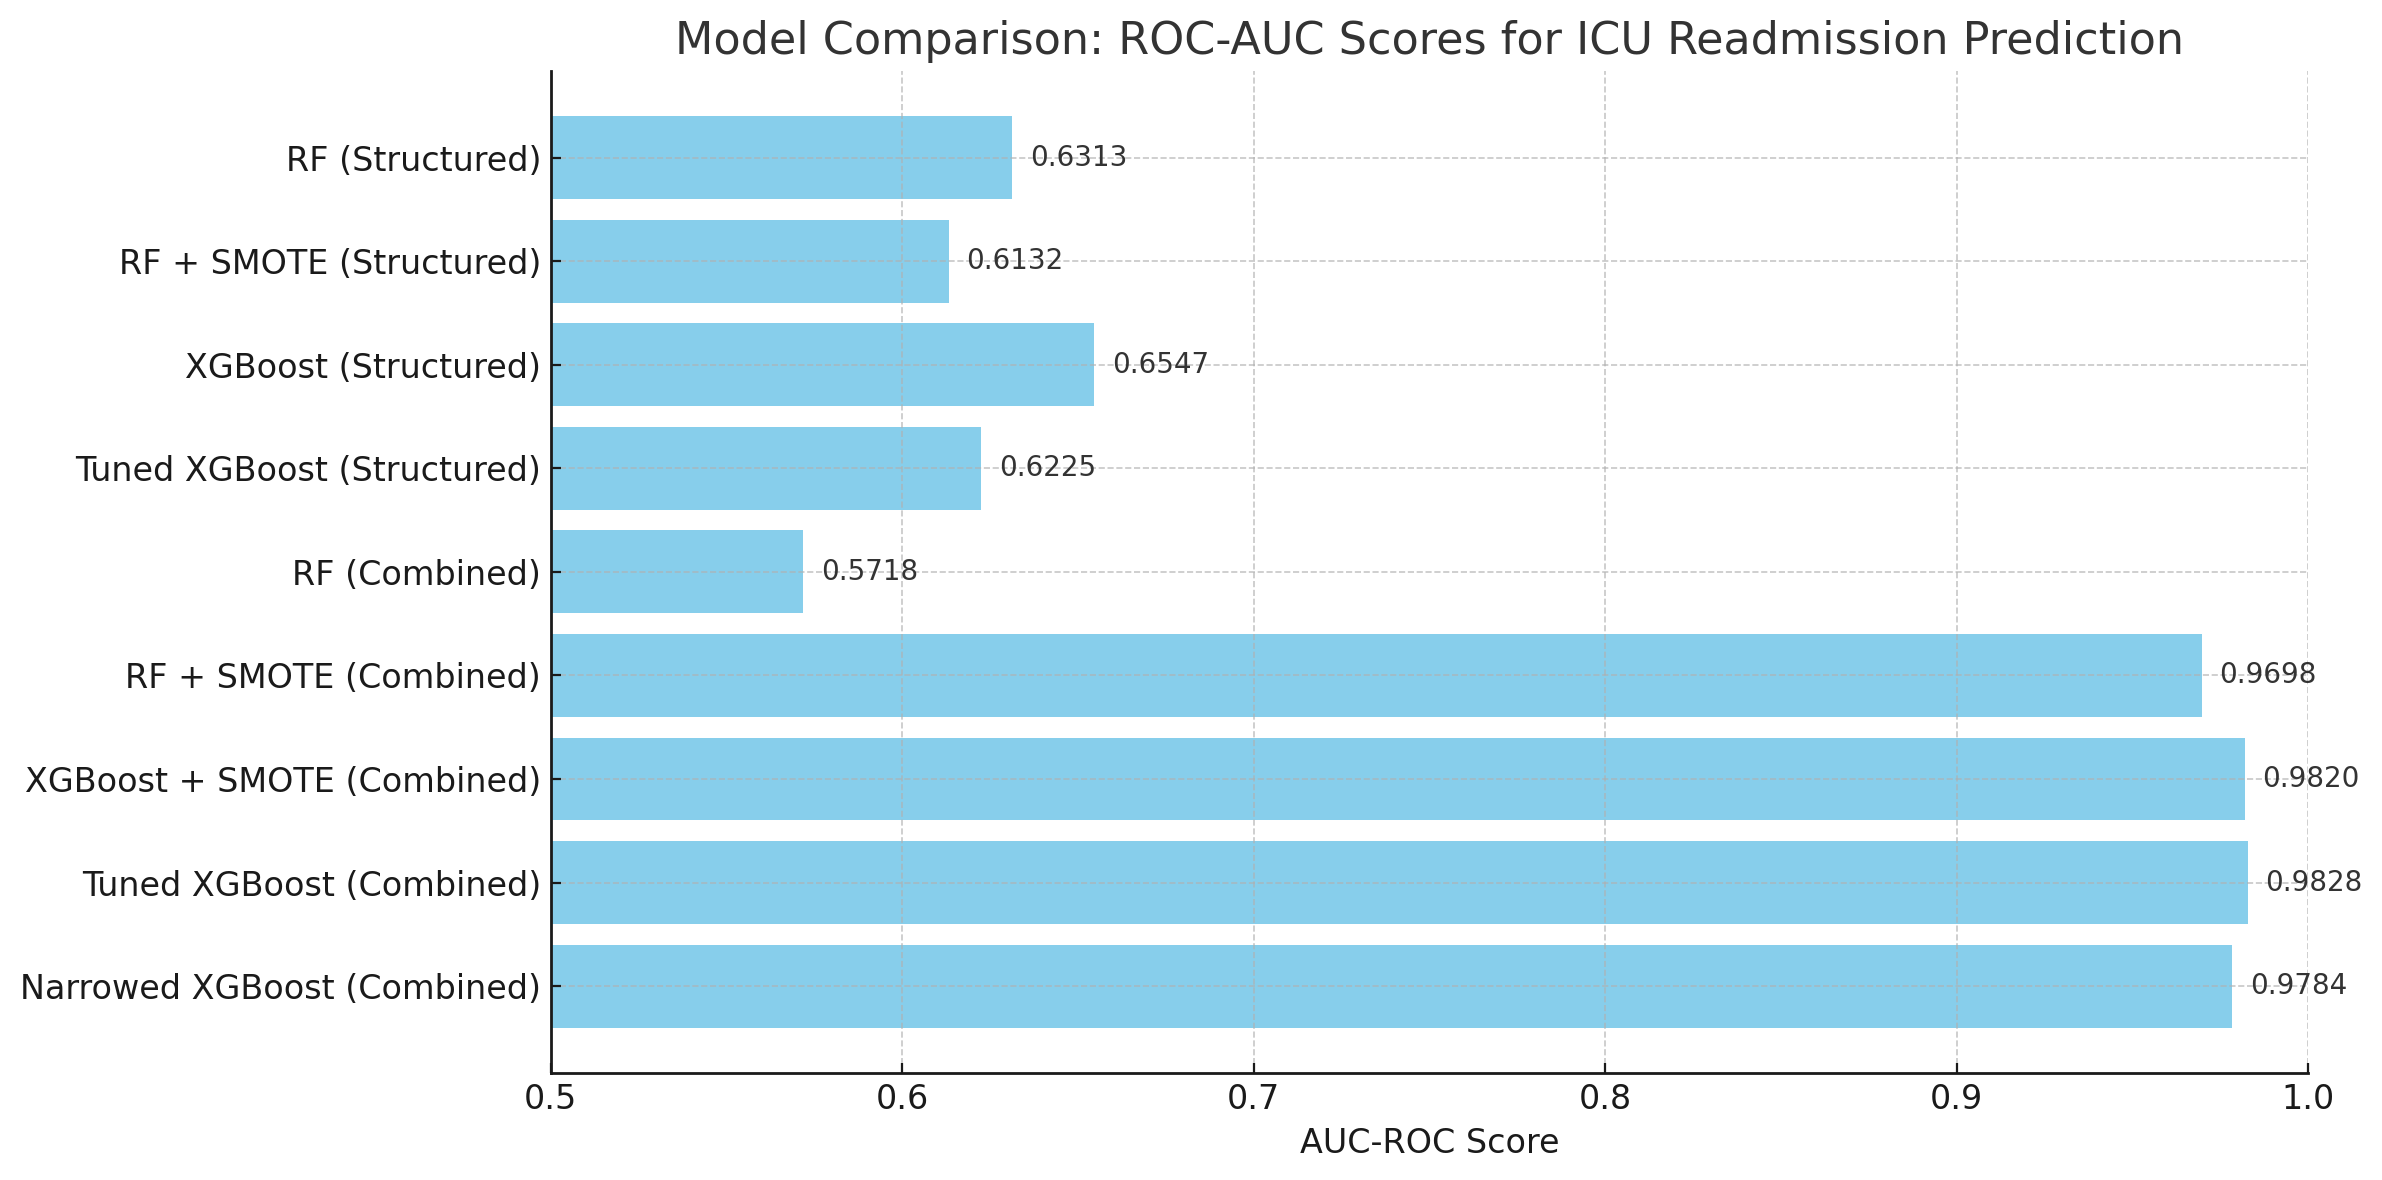 Model Comparison: ROC-AUC Scores for ICU Readmission Prediction
RF (Structured)
0.6313
RF + SMOTE (Structured)
0.6132
XGBoost (Structured)
0.6547
Tuned XGBoost (Structured)
0.6225
RF (Combined)
0.5718
RF + SMOTE (Combined)
0.9698
XGBoost + SMOTE (Combined)
0.9820
Tuned XGBoost (Combined)
0.9828
Narrowed XGBoost (Combined)
0.9784
0.5 0.6 0.7 0.8 0.9 1.0
AUC-ROC Score